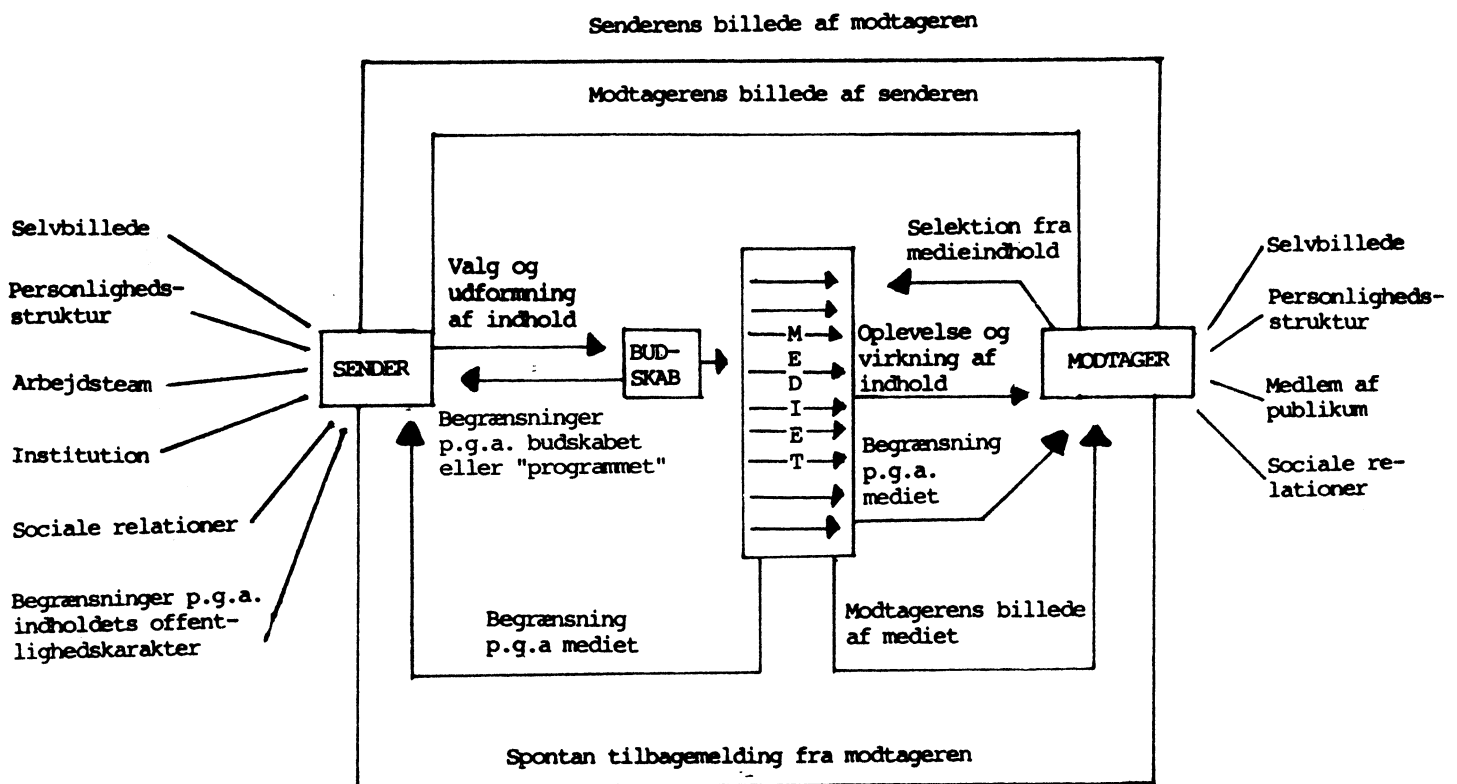 Senderens billede af modtageren
Modtagerens billede af senderen
Selvbillede
Personligheds-
struktur
Arbejdsteam
Institution
Sociale relationer
Begrænsninger p.g.a.
indholdets offent-
lighedskarakter
SENDER
Valg og
udformning
af indhold
Begrænsninger
p.g.a. budskabet
eller "programmet"
BUD-
SKAB
MEDIET
Selektion fra
medieindhold
Oplevelse og
virkning af
indhold
Begrænsning
p.g.a.
mediet
MODTAGER
Selvbillede
Personligheds-
struktur
Medlem af
publikum
Sociale re-
lationer
Begrænsning
p.g.a mediet
Modtagerens billede
af mediet
Spontan tilbagemelding fra modtageren